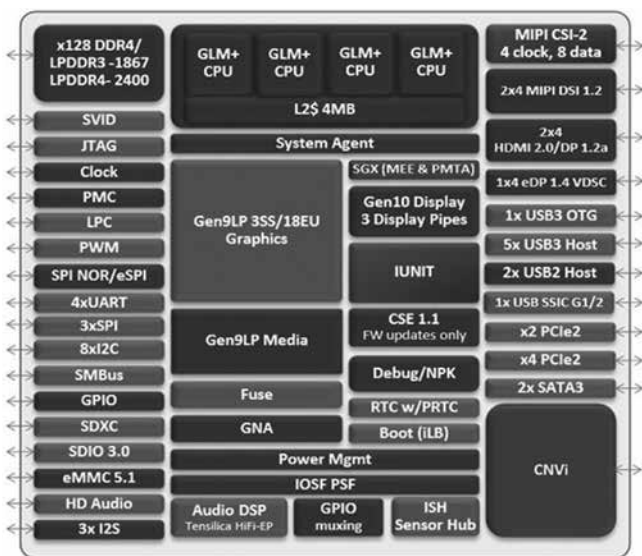 x128 DDR4/
LPDDR3 -1867
LPDDR4- 2400
SVID
JTAG
Clock
PMC
LPC
PWM
SPI NOR/eSPI
4xUART
3xSPI
8xI2C
SMBus
GPIO
SDXC
SDIO 3.0
eMMC 5.1
HD Audio
3x I2S
GLM+ GLM+ GLM+ GLM+
CPU CPU CPU CPU
L2$ 4MB
System Agent
Gen9LP 3SS/18EU
Graphics
SGX (MEE & PMTA)
Gen10 Display
3 Display Pipes
IUNIT
Gen9LP Media
CSE 1.1
FW updates only
Debug/NPK
Fuse
RTC w/PRTC
GNA
Boot (iLB)
Power Mgmt
IOSF PSF
Audio DSP
Tensilica HiFi-EP
GPIO
muxing
ISH
Sensor Hub
MIPI CSI-2
4 clock, 8 data
2x4 MIPI DSI 1.2
2x4
HDMI 2.0/DP 1.2a
1x4 eDP 1.4 VDSC
1x USB3 OTG
5x USB3 Host
2x USB2 Host
1x USB SSIC G1/2
x2 PCIe2
x4 PCIe2
2x SATA3
CNVi